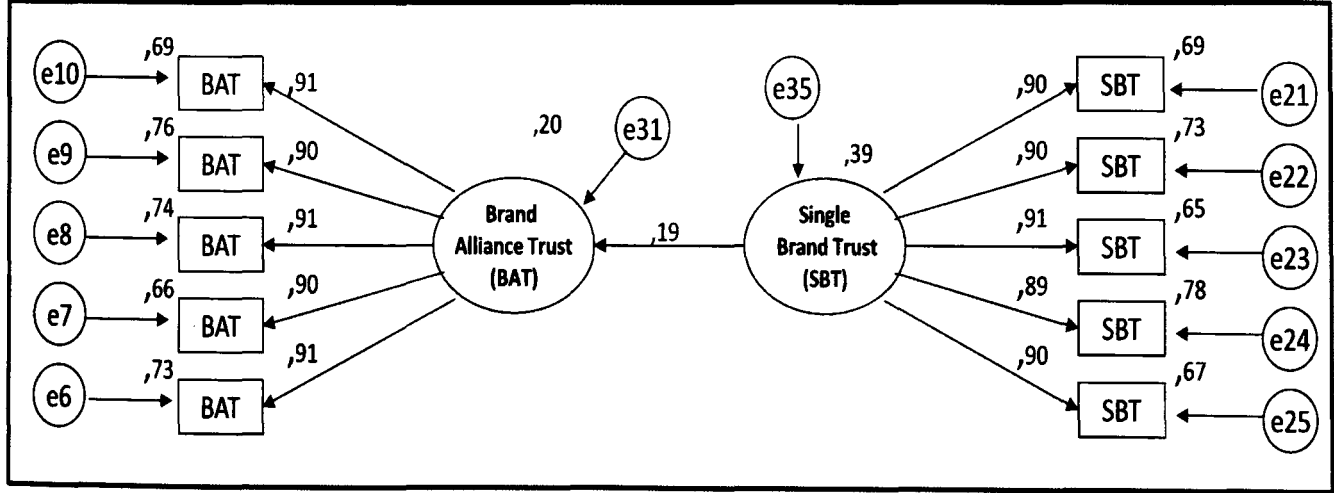 e10
,69
BAT
,91
e9
,76
BAT
,90
e8
,74
BAT
,91
e7
,66
BAT
,90
e6
,73
BAT
,91
Brand
Alliance Trust
(BAT)
,20
e31
,19
e35
,39
Single
Brand Trust
(SBT)
,90
SBT
,69
e21
,90
SBT
,73
e22
,91
SBT
,65
e23
,89
SBT
,78
e24
,90
SBT
,67
e25